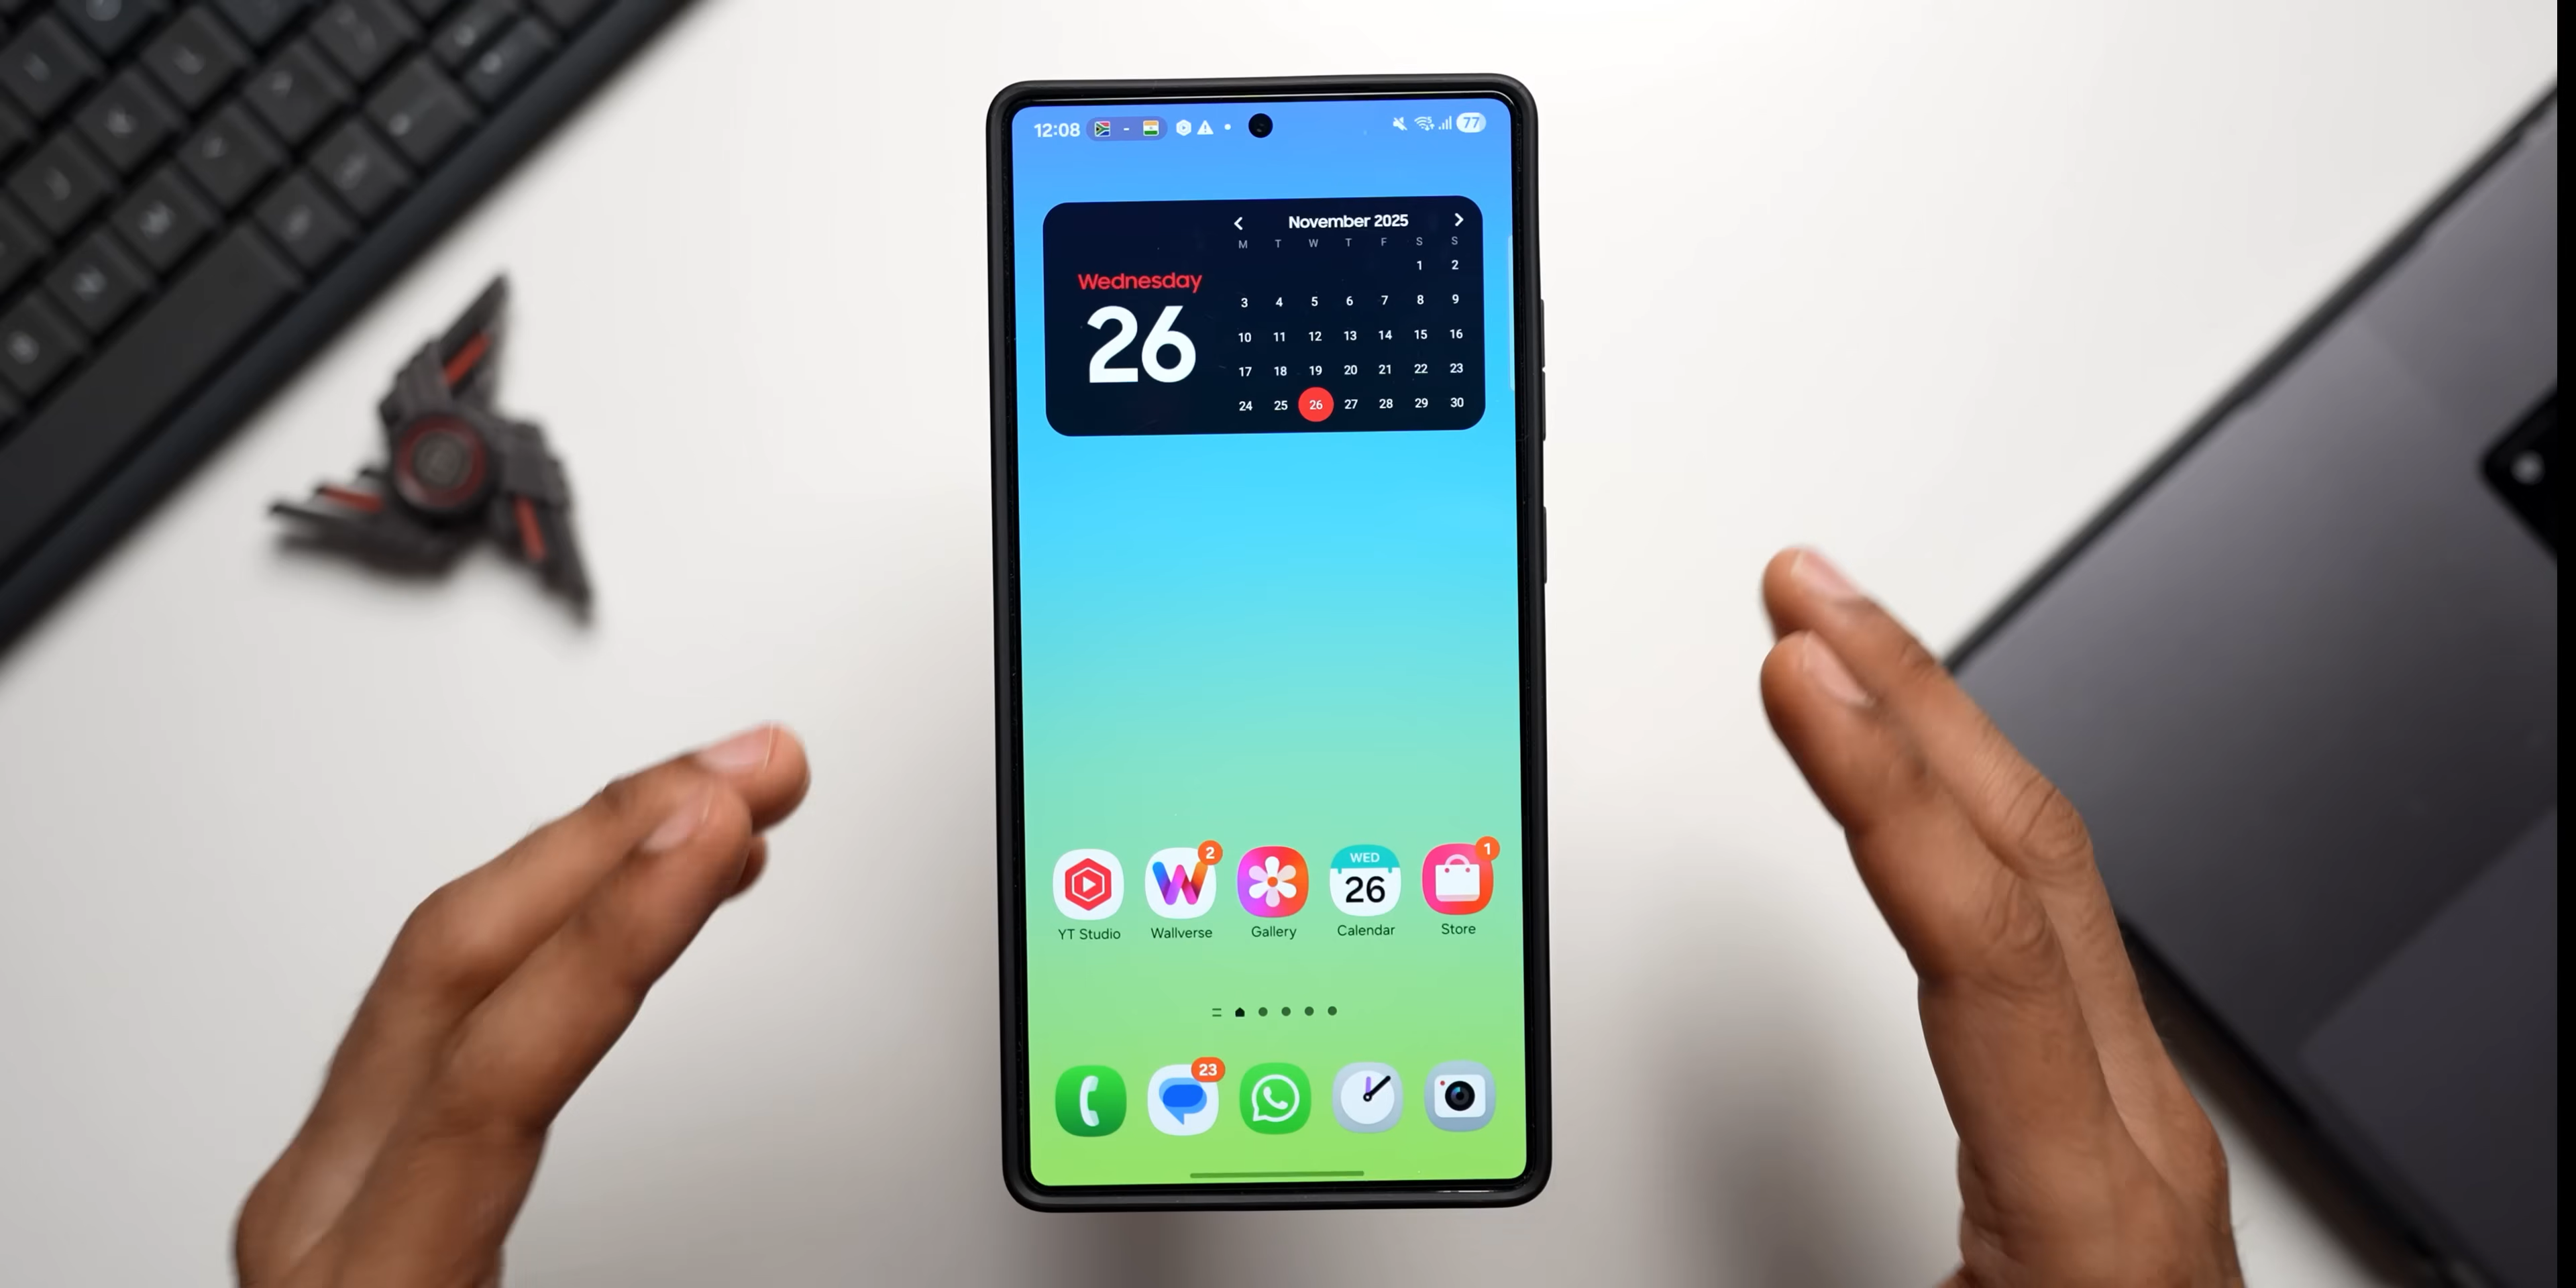 12:08 - 77
November 2025
M T W T F S S
1 2
Wednesday
26
3 4 5 6 7 8 9
10 11 12 13 14 15 16
17 18 19 20 21 22 23
24 25 26 27 28 29 30
2
1
WED
26
YT Studio Wallverse Gallery Calendar Store
23